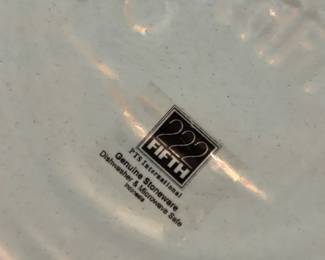 222
FIFTH
PTS International
Genuine Stoneware
Dishwasher & Microwave Safe